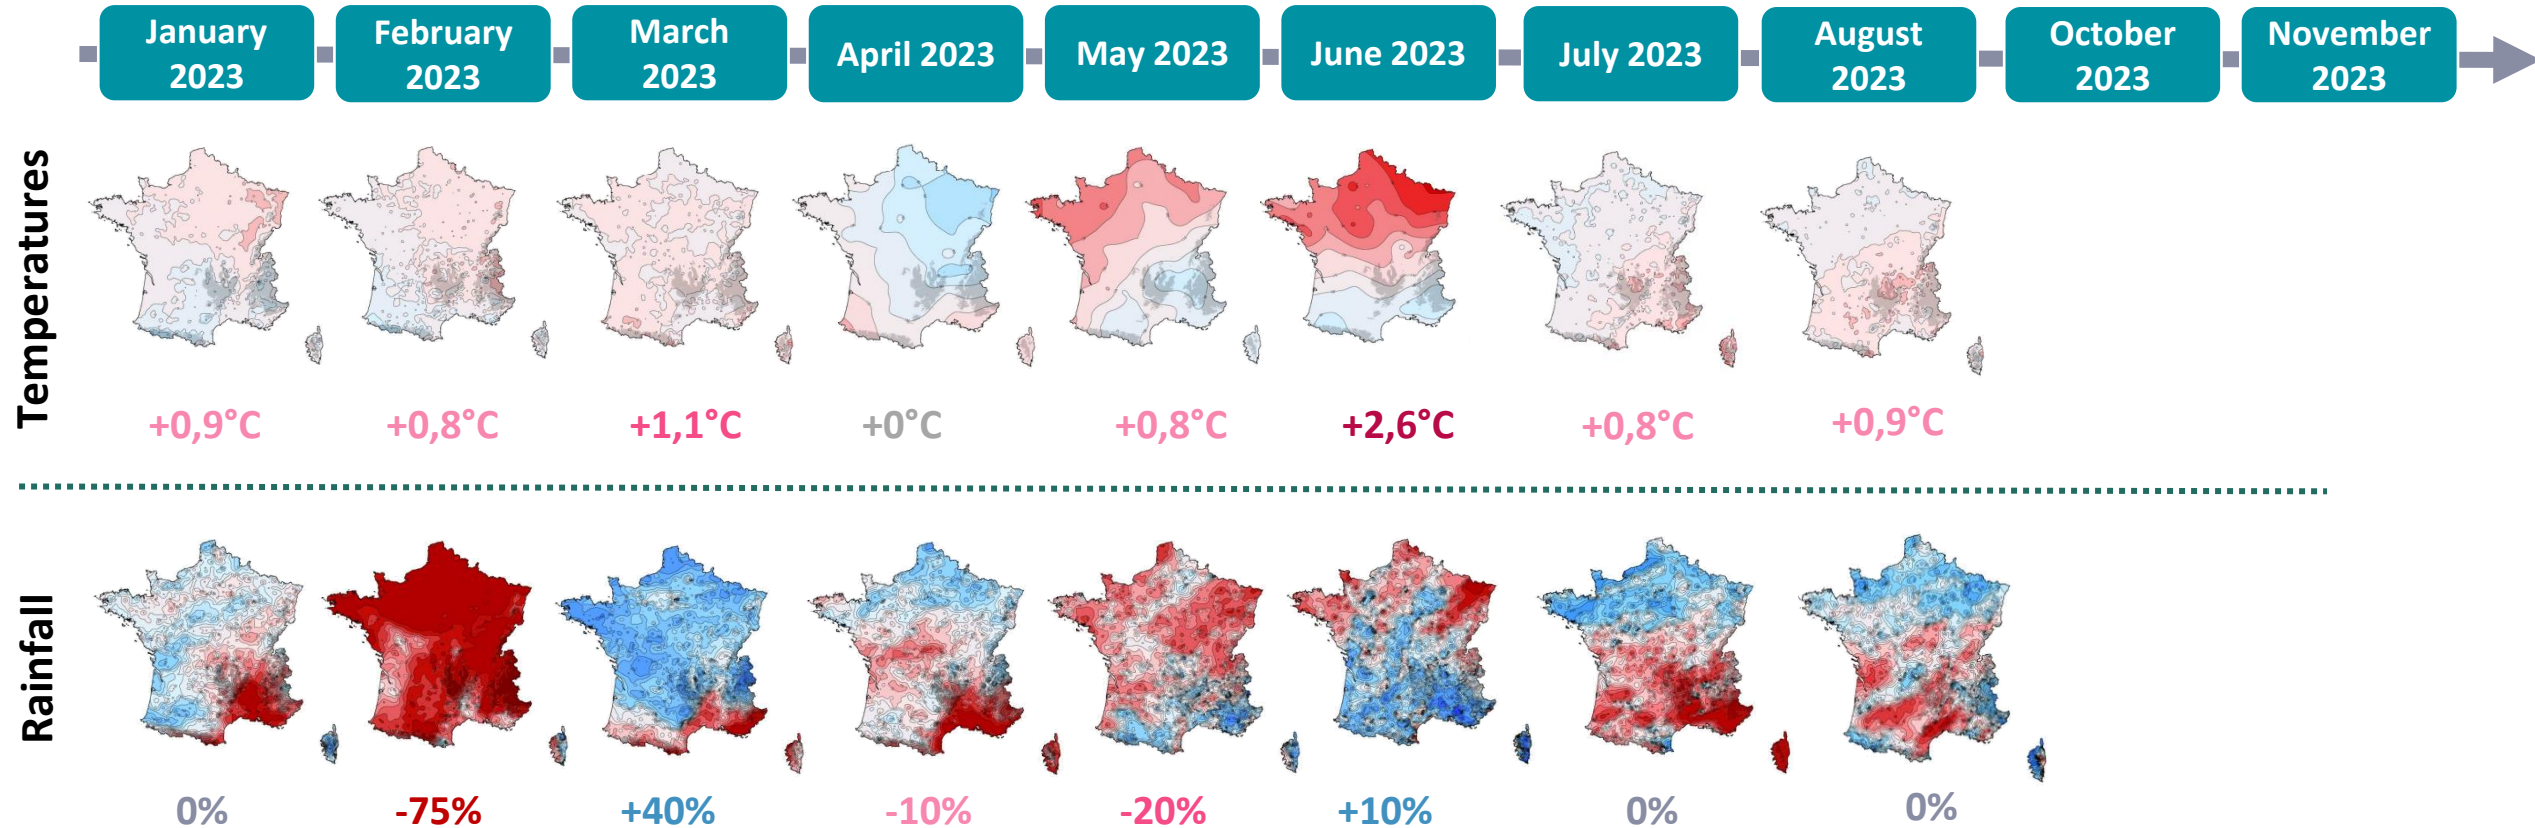 January
2023
February
2023
March
2023
April 2023
May 2023
June 2023
July 2023
August
2023
October
2023
November
2023
Temperatures
+0,9°C
+0,8°C
+1,1°C
+0°C
+0,8°C
+2,6°C
+0,8°C
+0,9°C
Rainfall
0%
-75%
+40%
-10%
-20%
+10%
0%
0%